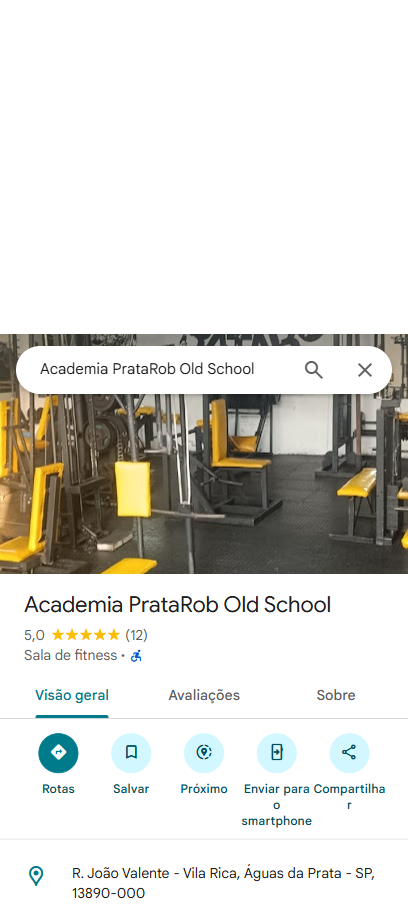 Academia PrataRob Old School
Academia PrataRob Old School
5,0 (12)
Sala de fitness •
Visão geral Avaliações Sobre
Rotas Salvar Próximo Enviar para o smartphone Compartilhar
R. João Valente - Vila Rica, Águas da Prata - SP,
13890-000